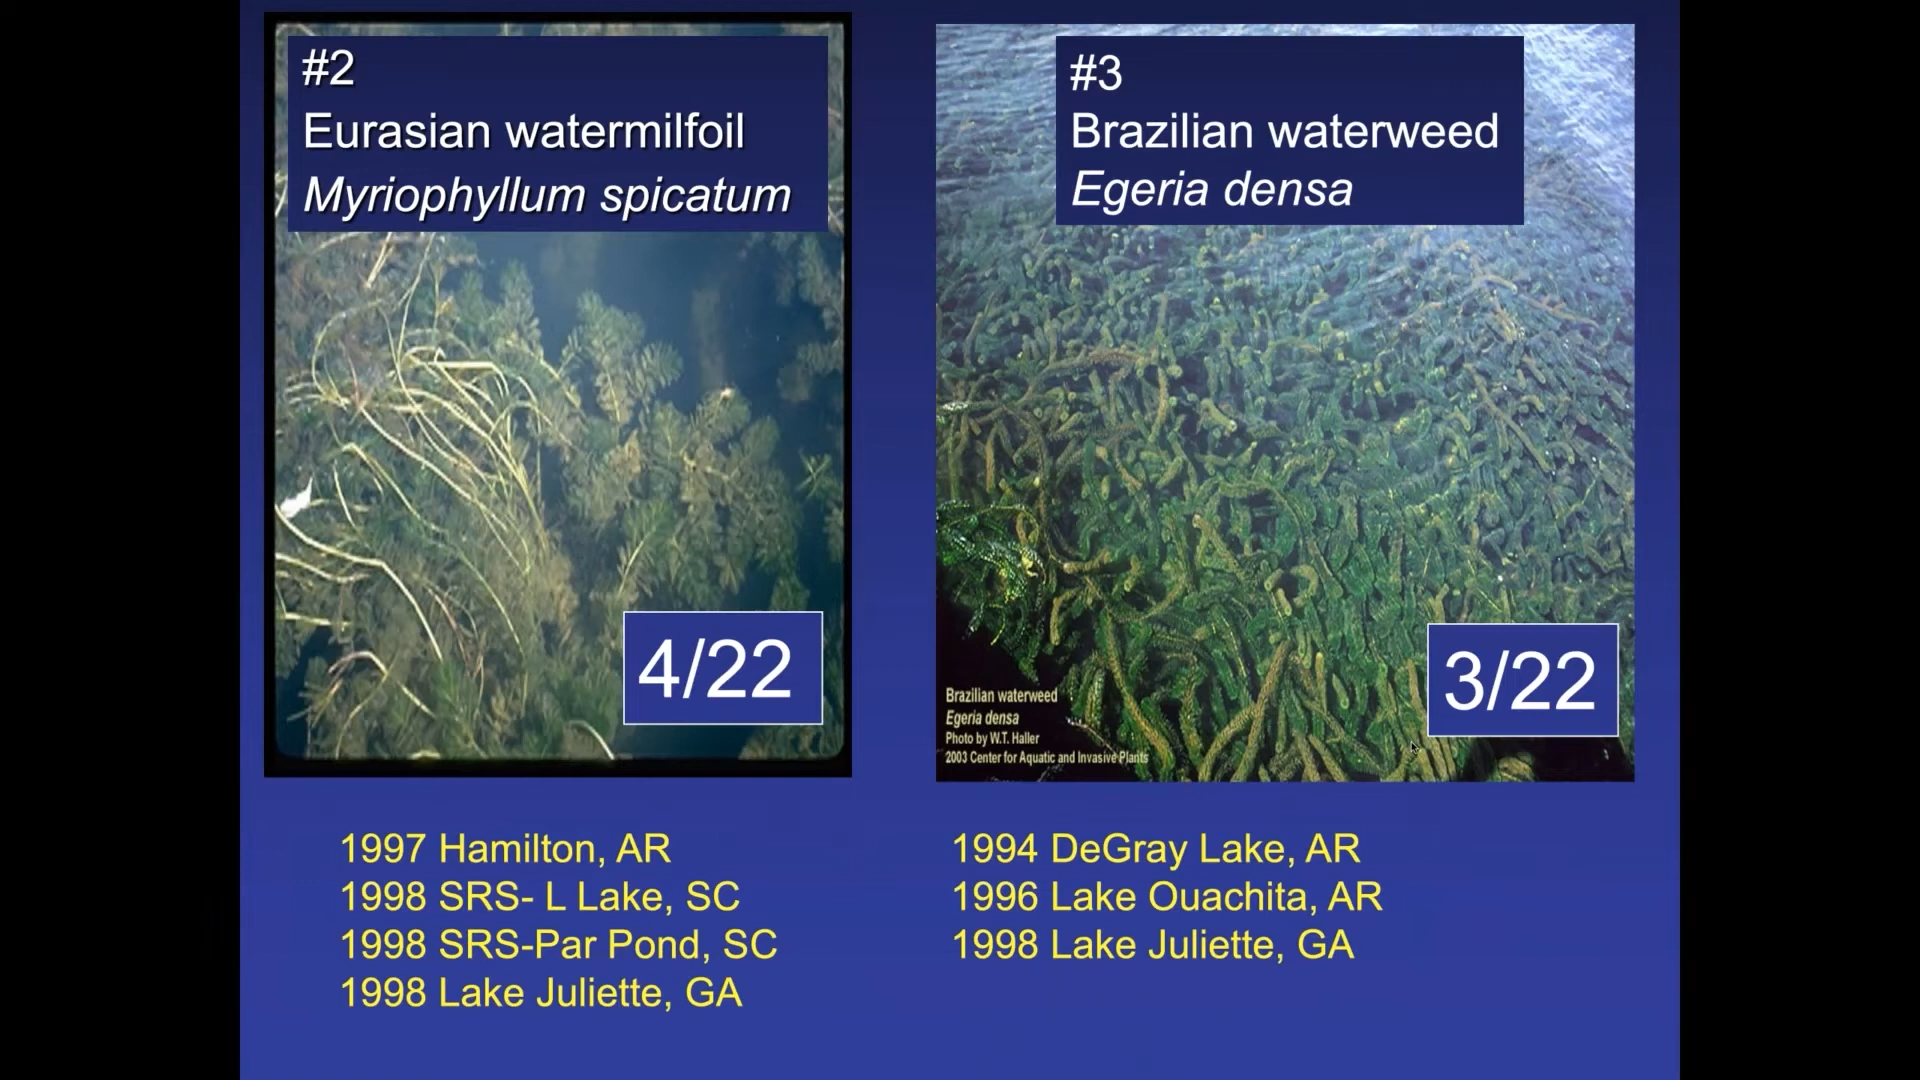 #2
Eurasian watermilfoil
Myriophyllum spicatum
4/22
1997 Hamilton, AR
1998 SRS- L Lake, SC
1998 SRS-Par Pond, SC
1998 Lake Juliette, GA
#3
Brazilian waterweed
Egeria densa
3/22
Brazilian waterweed
Egeria densa
Photo by W.T. Haller
2003 Center for Aquatic and Invasive Plants
1994 DeGray Lake, AR
1996 Lake Ouachita, AR
1998 Lake Juliette, GA